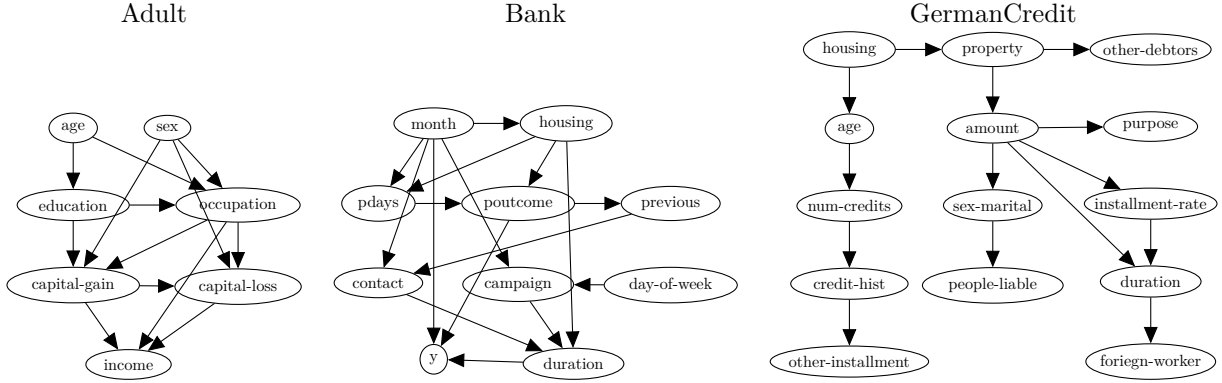 Adult
Bank
GermanCredit
age
sex
education
occupation
capital-gain
capital-loss
income
month
housing
pdays
poutcome
previous
contact
campaign
day-of-week
y
duration
housing
property
other-debtors
age
amount
purpose
num-credits
sex-marital
installment-rate
credit-hist
people-liable
duration
other-installment
foriegn-worker